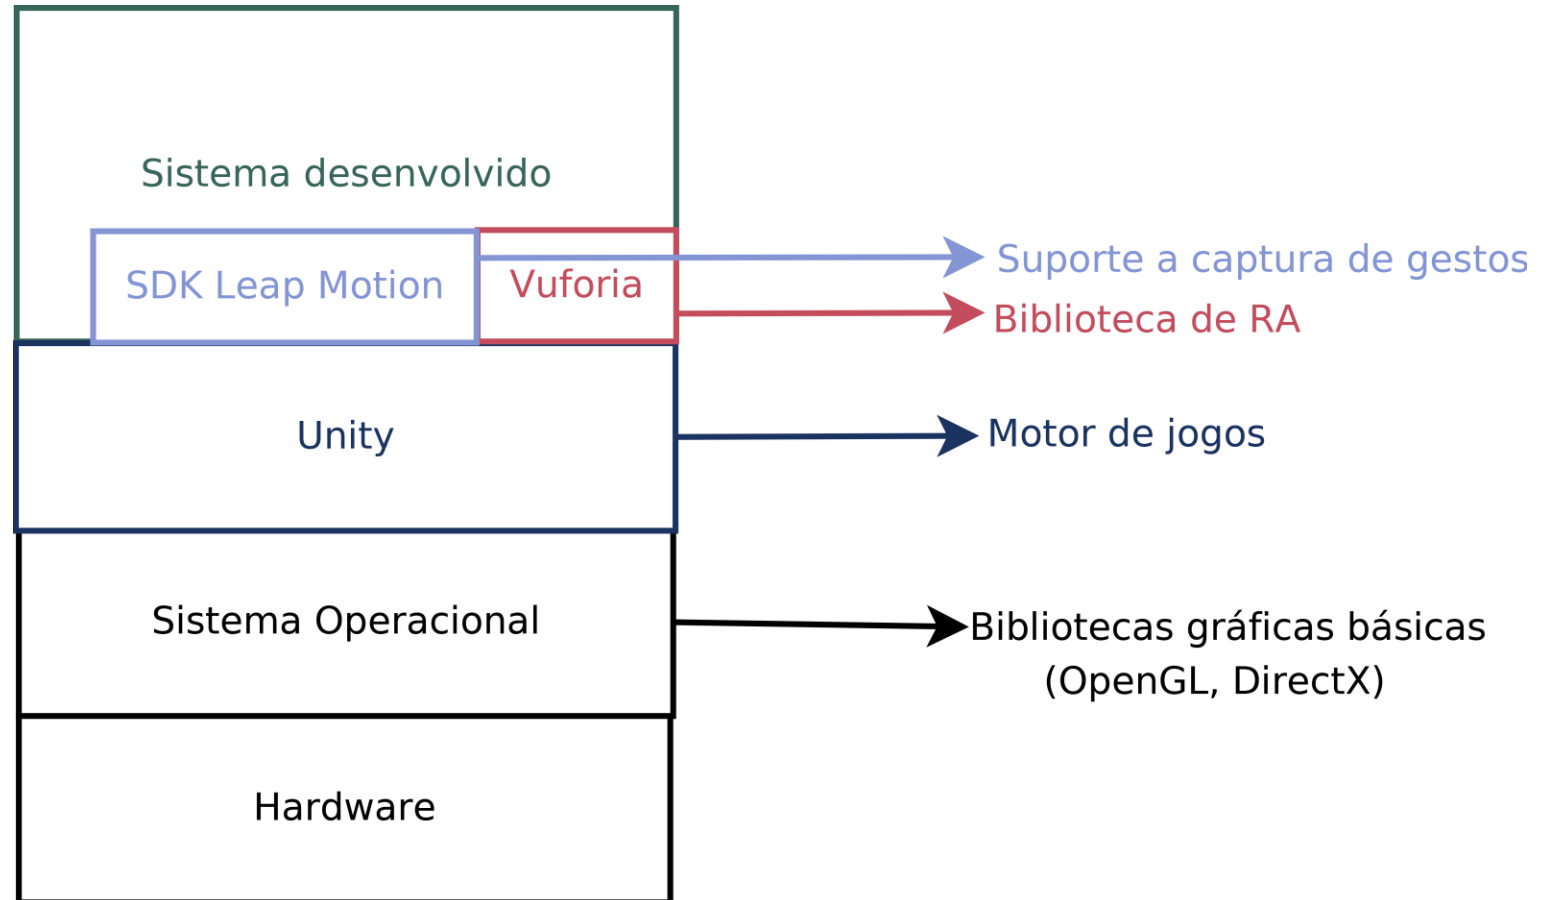 Sistema desenvolvido
SDK Leap Motion
Vuforia
Suporte a captura de gestos
Biblioteca de RA
Unity
Motor de jogos
Sistema Operacional
Bibliotecas gráficas básicas
(OpenGL, DirectX)
Hardware